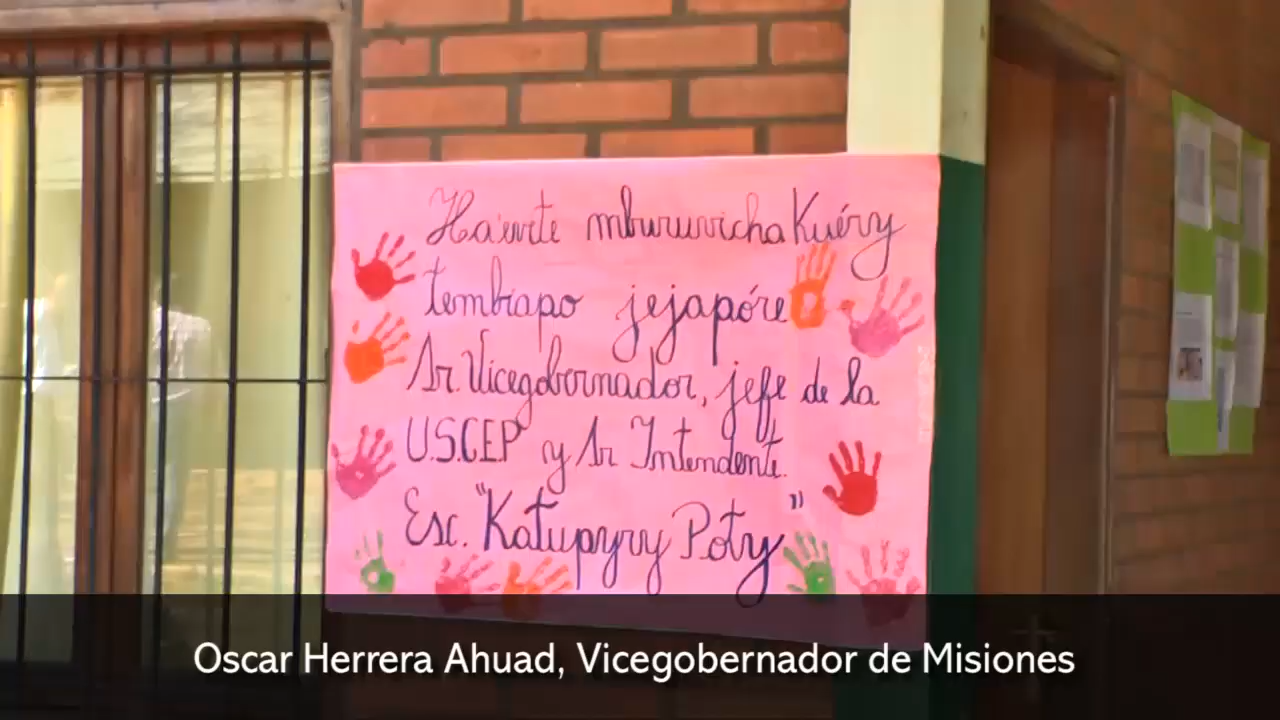 Ha'evete mburuvicha Kuéry
tembiapo jejapóre
Sr. Vicegobernador, jefe de la
U.S.C.E.P y Sr Intendente.
Esc. "Katupyry Poty"
Oscar Herrera Ahuad, Vicegobernador de Misiones